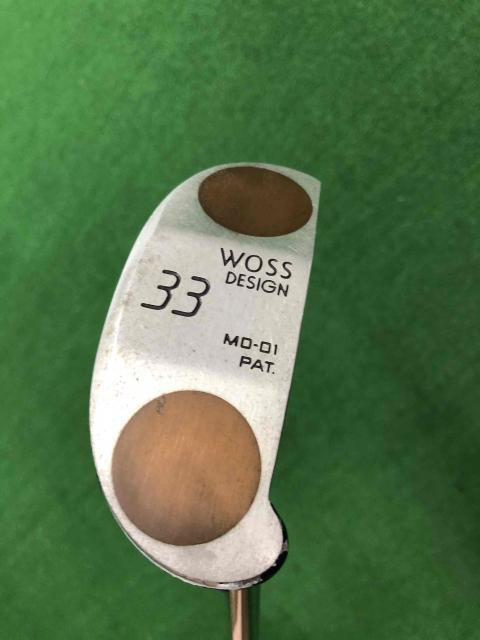 WOSS
DESIGN
33
MD-01
PAT.